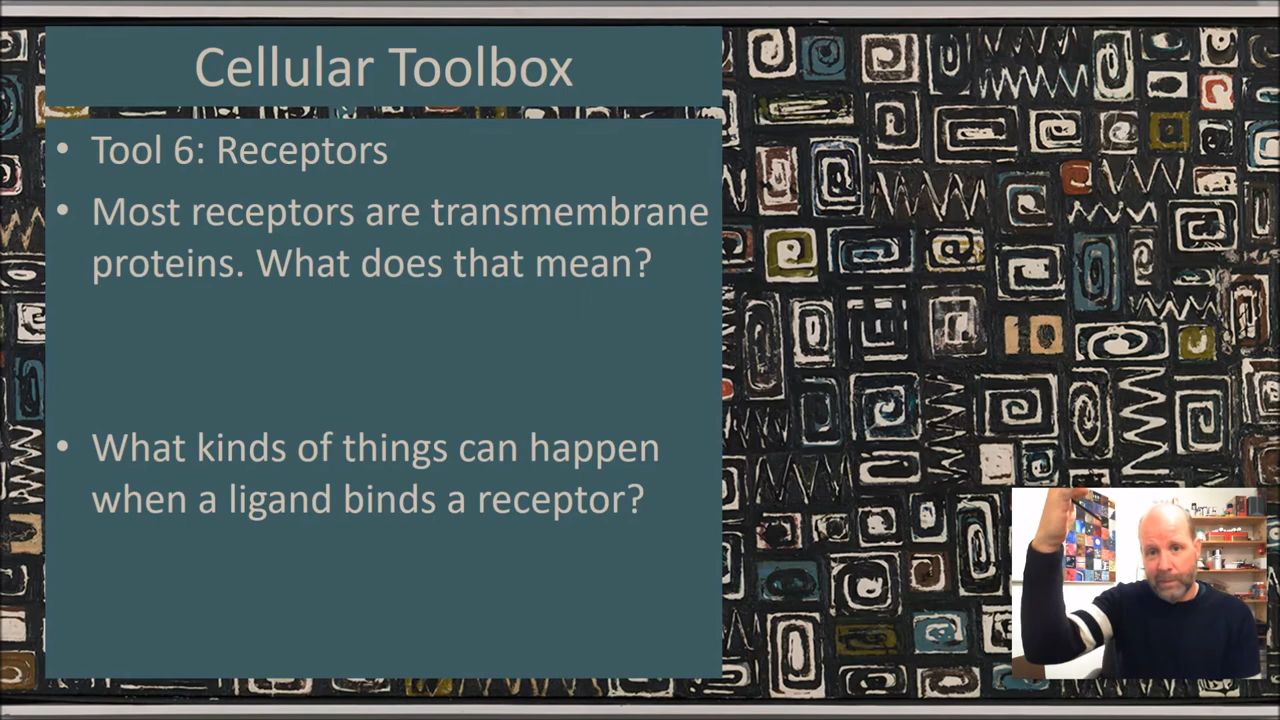 Cellular Toolbox
• Tool 6: Receptors
• Most receptors are transmembrane
proteins. What does that mean?
• What kinds of things can happen
when a ligand binds a receptor?